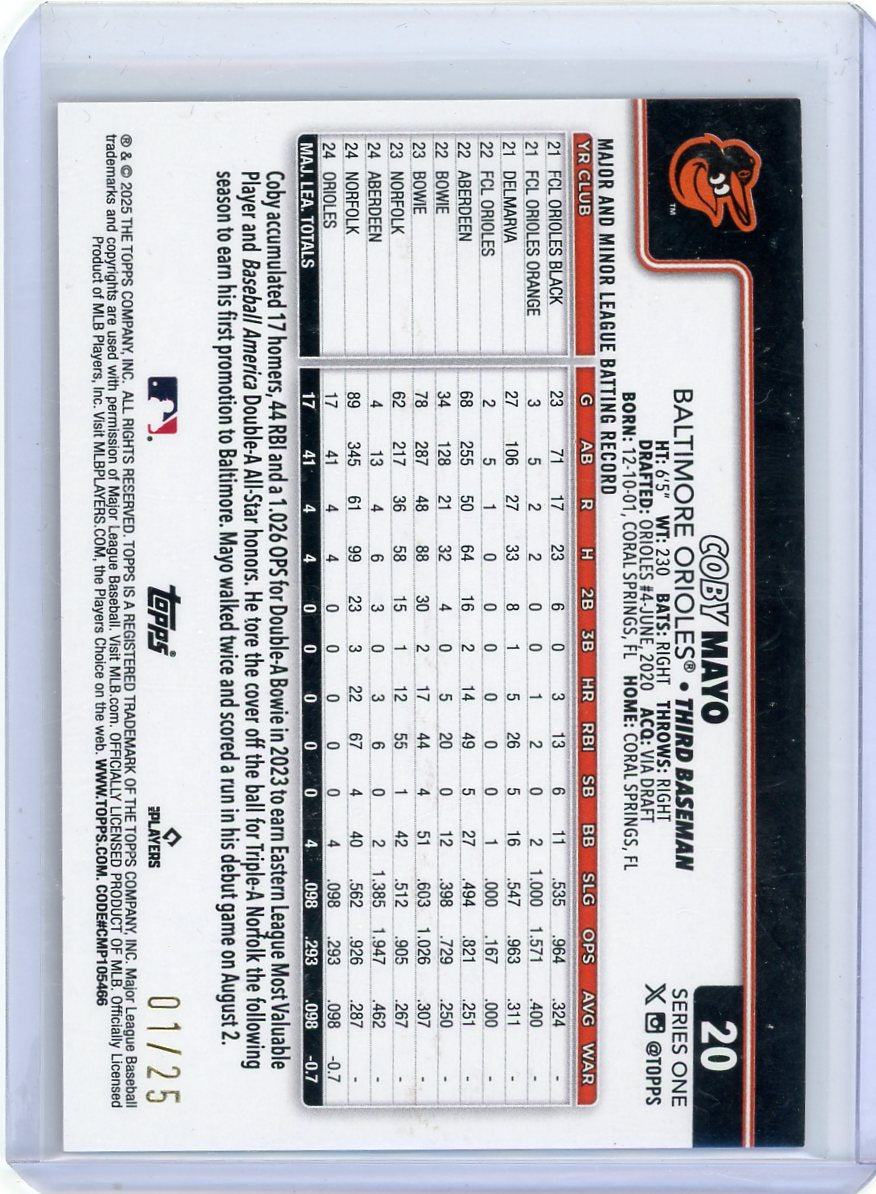 20
SERIES ONE
X @TOPPS
TM
COBY MAYO
BALTIMORE ORIOLES® • THIRD BASEMAN
HT: 6'5" WT: 230 BATS: RIGHT THROWS: RIGHT
DRAFTED: ORIOLES #4-JUNE, 2020 ACQ: VIA DRAFT
BORN: 12-10-01, CORAL SPRINGS, FL HOME: CORAL SPRINGS, FL
MAJOR AND MINOR LEAGUE BATTING RECORD
YR CLUB G AB R H 2B 3B HR RBI SB BB SLG OPS AVG WAR
21 FCL ORIOLES BLACK 23 71 17 23 6 0 3 13 6 11 .535 .964 .324 -
21 FCL ORIOLES ORANGE 3 5 2 2 0 0 1 2 0 2 1.000 1.571 .400 -
21 DELMARVA 27 106 27 33 8 1 5 26 5 16 .547 .963 .311 -
22 FCL ORIOLES 2 5 1 0 0 0 0 0 0 1 .000 .167 .000 -
22 ABERDEEN 68 255 50 64 16 2 14 49 5 27 .494 .821 .251 -
22 BOWIE 34 128 21 32 4 0 5 20 0 12 .398 .729 .250 -
23 BOWIE 78 287 48 88 30 2 17 44 4 51 .603 1.026 .307 -
23 NORFOLK 62 217 36 58 15 1 12 55 1 42 .512 .905 .267 -
24 ABERDEEN 4 13 4 6 3 0 3 6 0 2 1.385 1.947 .462 -
24 NORFOLK 89 345 61 99 23 3 22 67 4 40 .562 .926 .287 -
24 ORIOLES 17 41 4 4 0 0 0 0 0 4 .098 .293 .098 -0.7
MAJ. LEA. TOTALS 17 41 4 4 0 0 0 0 0 4 .098 .293 .098 -0.7
Coby accumulated 17 homers, 44 RBI and a 1.026 OPS for Double-A Bowie in 2023 to earn Eastern League Most Valuable
Player and Baseball America Double-A All-Star honors. He tore the cover off the ball for Triple-A Norfolk the following
season to earn his first promotion to Baltimore. Mayo walked twice and scored a run in his debut game on August 2.
topps®
MLB PLAYERS
01/25
® & © 2025 THE TOPPS COMPANY, INC. ALL RIGHTS RESERVED. TOPPS IS A REGISTERED TRADEMARK OF THE TOPPS COMPANY, INC. Major League Baseball
trademarks and copyrights are used with permission of Major League Baseball. Visit MLB.com. OFFICIALLY LICENSED PRODUCT OF MLB. Officially Licensed
Product of MLB Players, Inc. Visit MLBPLAYERS.COM, the Players Choice on the web. WWW.TOPPS.COM. CODE#CMP105466